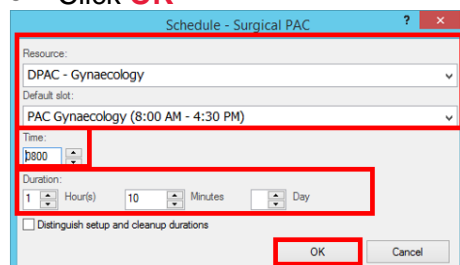 Click OK
Schedule - Surgical PAC ? ×
Resource:
DPAC - Gynaecology
Default slot:
PAC Gynaecology (8:00 AM - 4:30 PM)
Time:
0800
Duration:
1 Hour(s) 10 Minutes Day
Distinguish setup and cleanup durations
OK Cancel